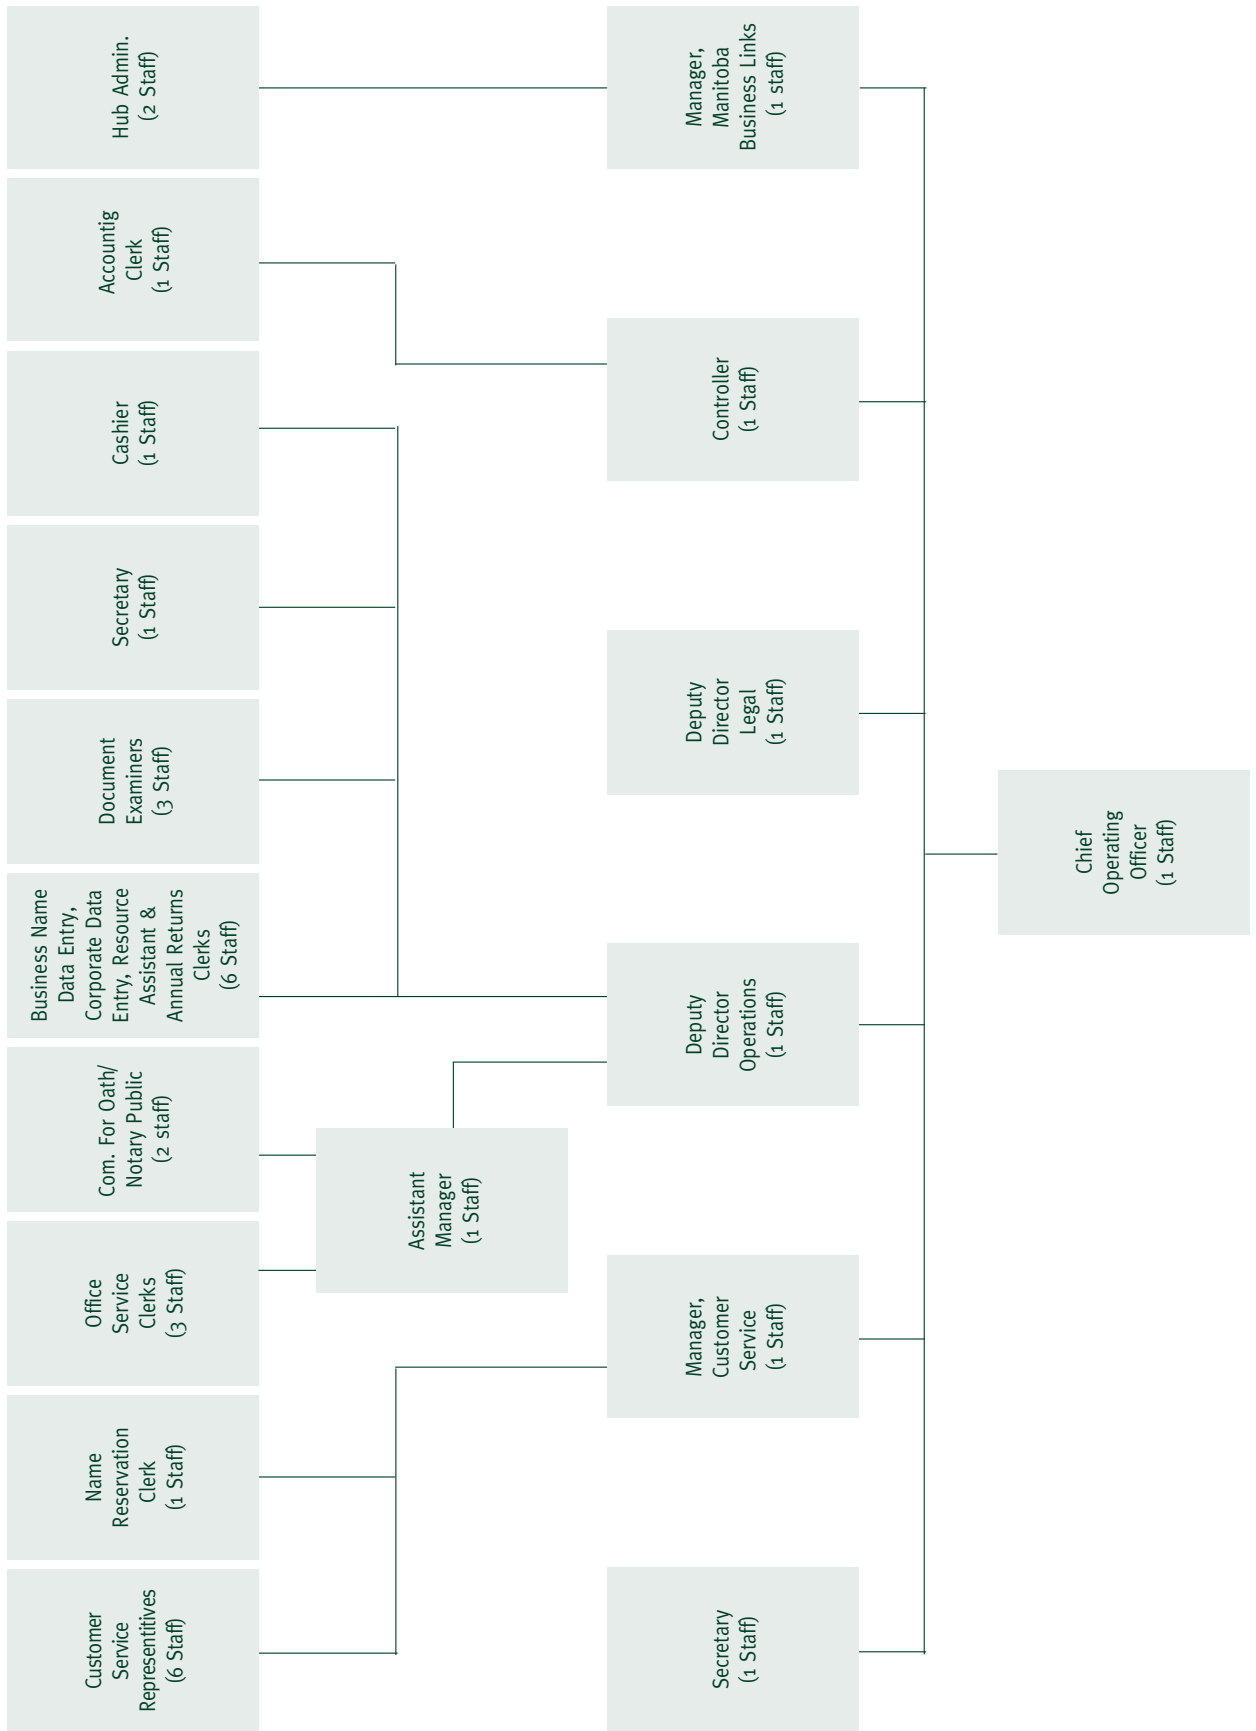 Customer
Service
Representitives
(6 Staff)
Name
Reservation
Clerk
(1 Staff)
Office
Service
Clerks
(3 Staff)
Com. For Oath/
Notary Public
(2 staff)
Business Name
Data Entry,
Corporate Data
Entry, Resource
Assistant &
Annual Returns
Clerks
(6 Staff)
Document
Examiners
(3 Staff)
Secretary
(1 Staff)
Cashier
(1 Staff)
Accountig
Clerk
(1 Staff)
Hub Admin.
(2 Staff)
Assistant
Manager
(1 Staff)
Secretary
(1 Staff)
Manager,
Customer
Service
(1 Staff)
Deputy
Director
Operations
(1 Staff)
Deputy
Director
Legal
(1 Staff)
Controller
(1 Staff)
Manager,
Manitoba
Business Links
(1 staff)
Chief
Operating
Officer
(1 Staff)